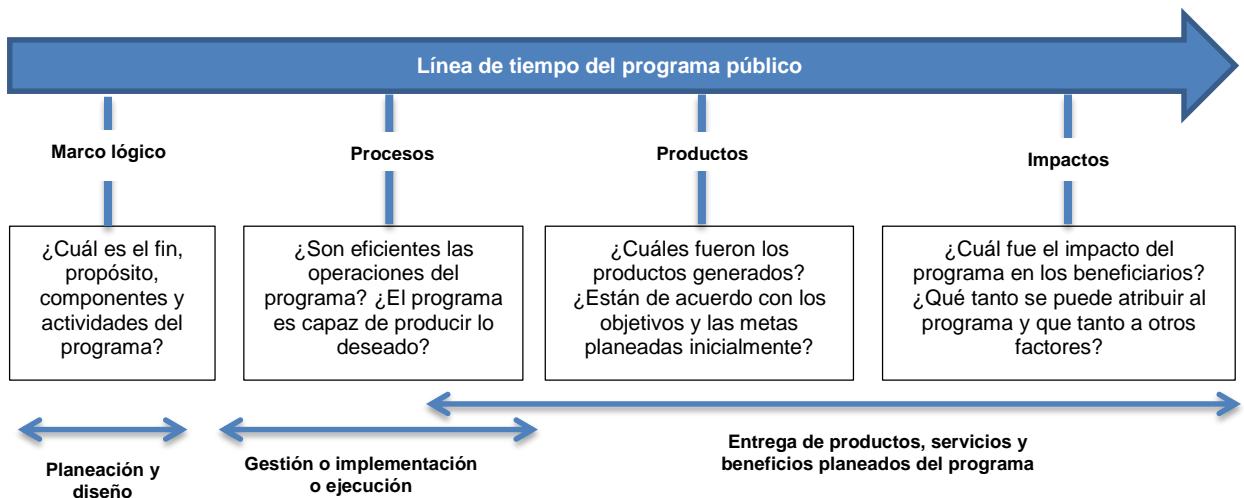 Línea de tiempo del programa público
Marco lógico
Procesos
Productos
Impactos
¿Cuál es el fin,
propósito,
componentes y
actividades del
programa?
¿Son eficientes las
operaciones del
programa? ¿El programa
es capaz de producir lo
deseado?
¿Cuáles fueron los
productos generados?
¿Están de acuerdo con los
objetivos y las metas
planeadas inicialmente?
¿Cuál fue el impacto del
programa en los beneficiarios?
¿Qué tanto se puede atribuir al
programa y que tanto a otros
factores?
Planeación y
diseño
Gestión o implementación
o ejecución
Entrega de productos, servicios y
beneficios planeados del programa